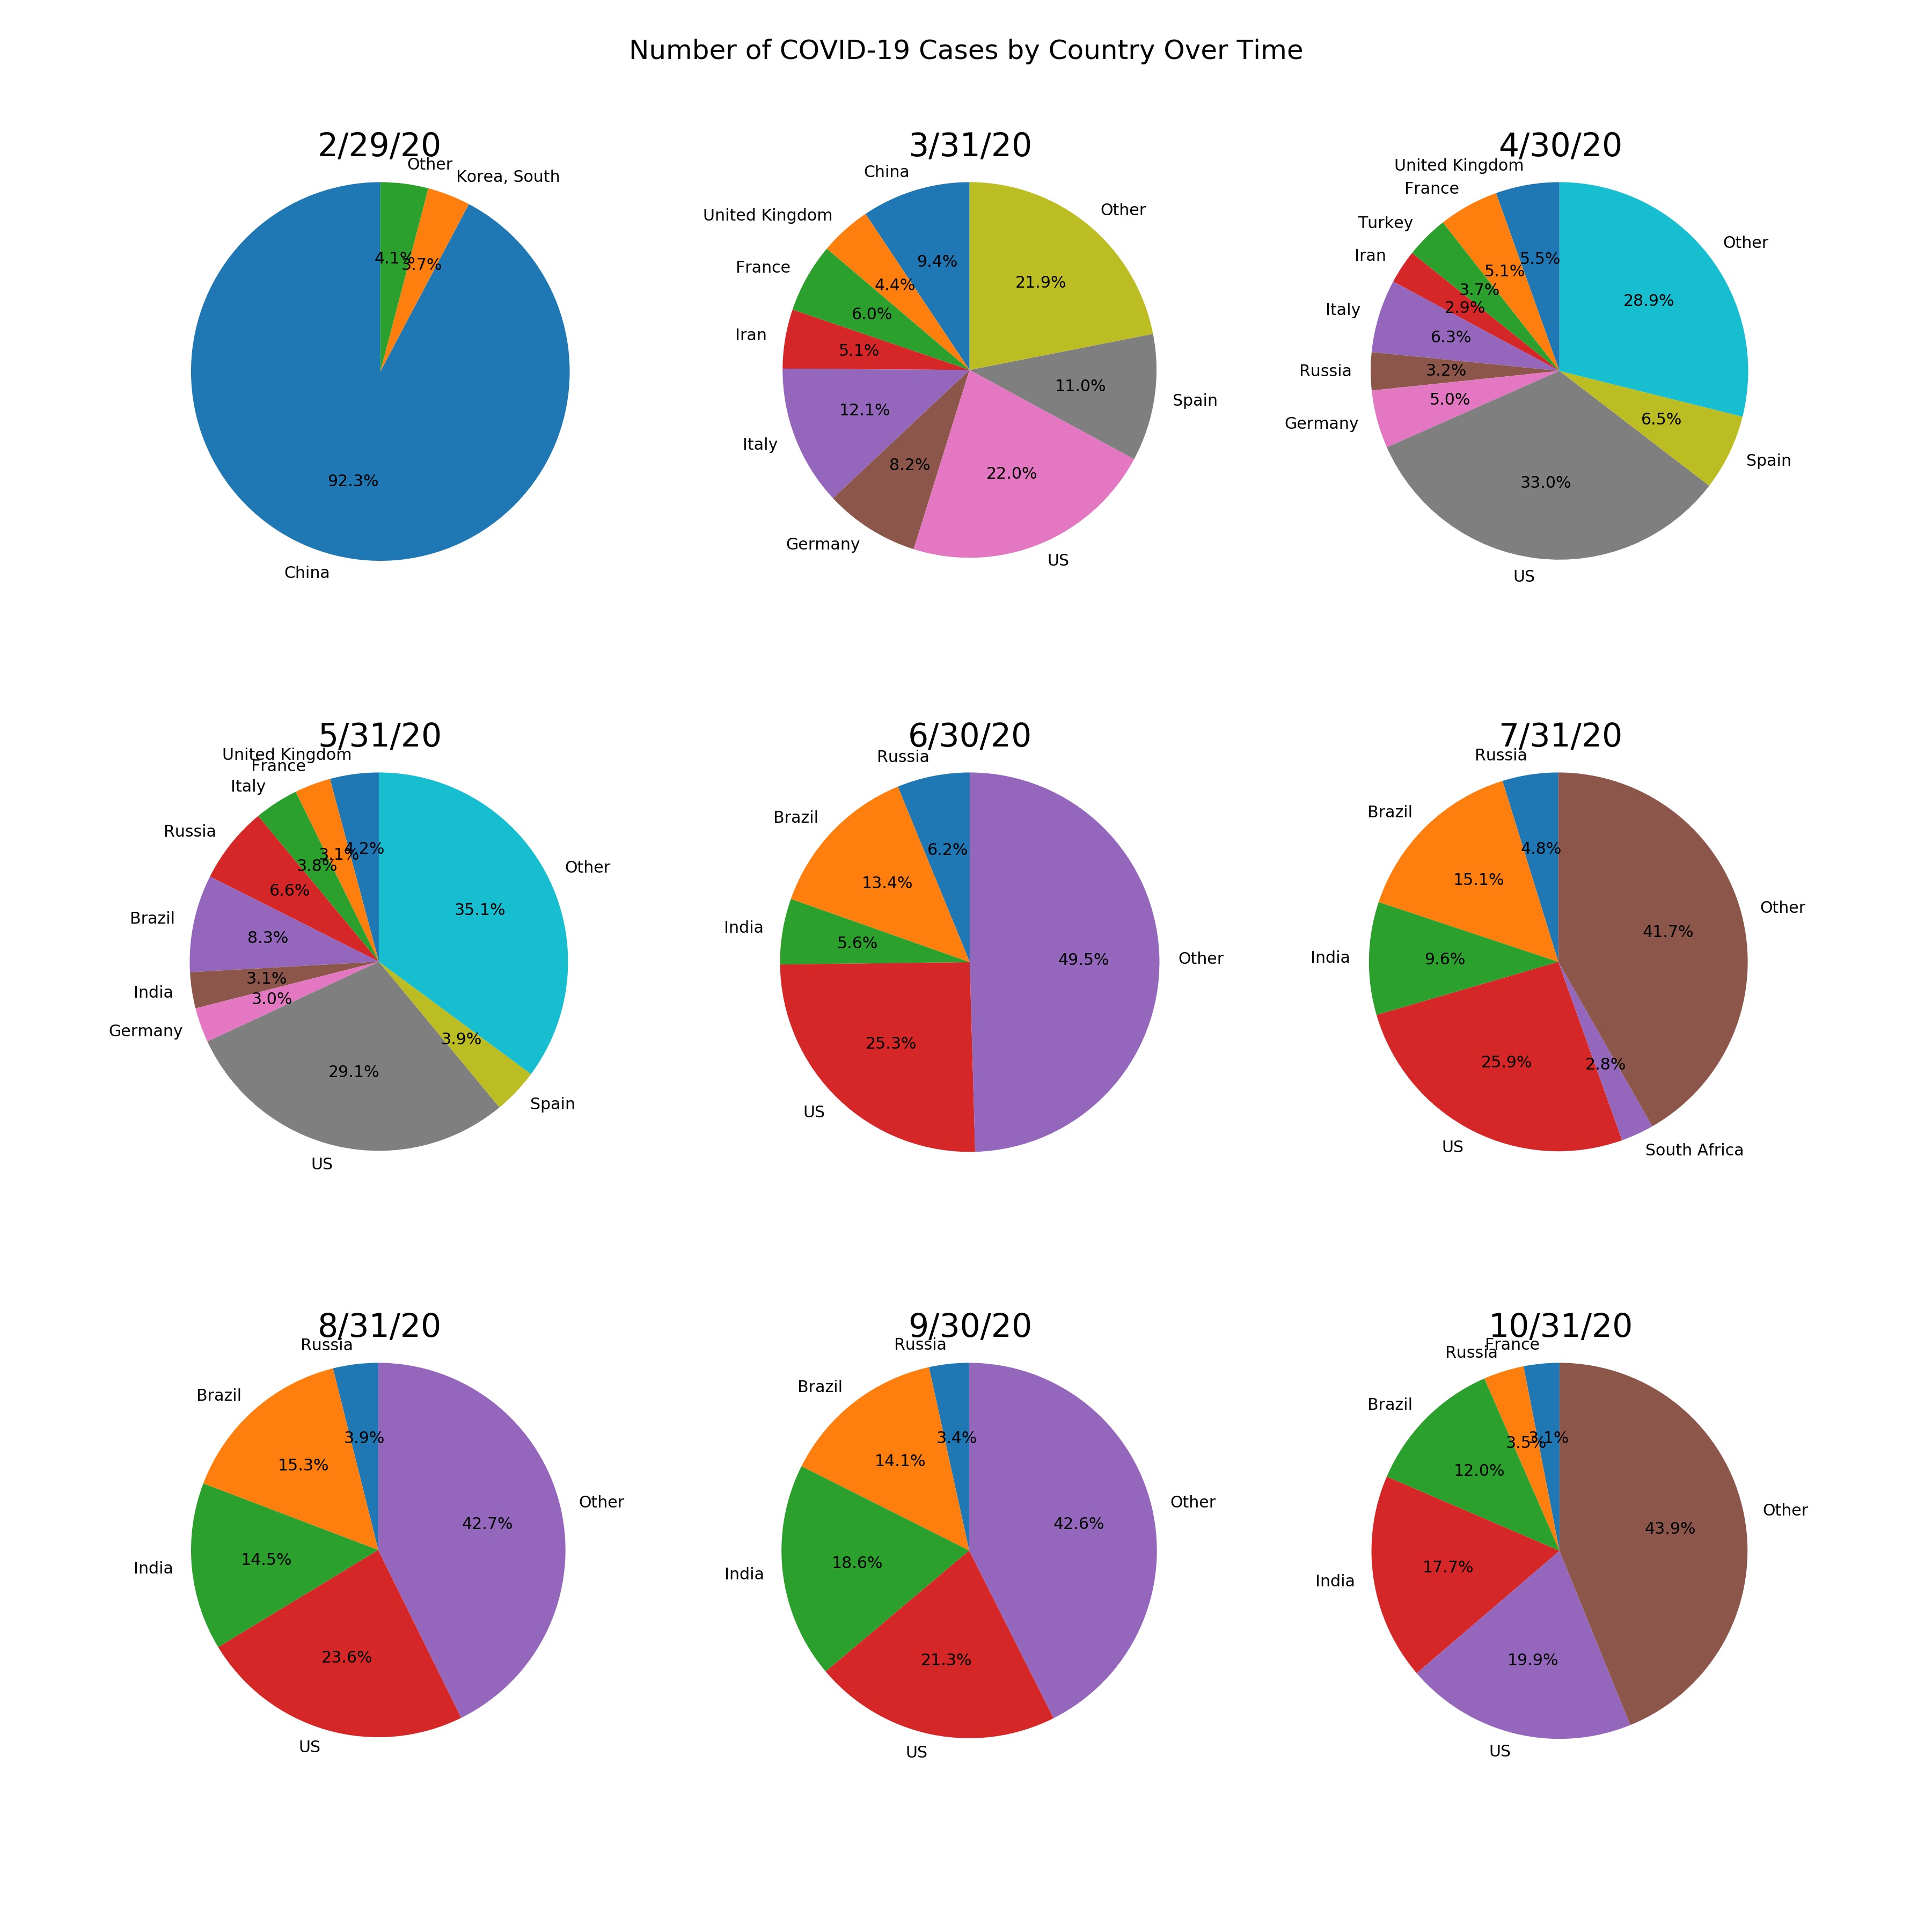 Number of COVID-19 Cases by Country Over Time
2/29/20
Other
Korea, South
4.1%
3.7%
92.3%
China
3/31/20
China
United Kingdom
Other
France
9.4%
4.4%
21.9%
6.0%
Iran
5.1%
11.0%
Spain
12.1%
Italy
8.2%
22.0%
Germany
US
4/30/20
United Kingdom
France
Turkey
Iran
Other
5.5%
5.1%
3.7%
2.9%
28.9%
Italy
6.3%
Russia
3.2%
5.0%
Germany
6.5%
Spain
33.0%
US
5/31/20
United Kingdom
France
Italy
Russia
4.2%
3.1%
3.8%
Other
6.6%
35.1%
Brazil
8.3%
3.1%
India
3.0%
Germany
3.9%
29.1%
Spain
US
6/30/20
Russia
Brazil
6.2%
13.4%
India
5.6%
49.5%
Other
25.3%
US
7/31/20
Russia
Brazil
4.8%
15.1%
Other
41.7%
India
9.6%
25.9%
2.8%
US
South Africa
8/31/20
Russia
Brazil
3.9%
15.3%
Other
42.7%
India
14.5%
23.6%
US
9/30/20
Russia
Brazil
3.4%
14.1%
Other
42.6%
India
18.6%
21.3%
US
10/31/20
France
Russia
Brazil
3.1%
3.5%
12.0%
Other
43.9%
India
17.7%
19.9%
US